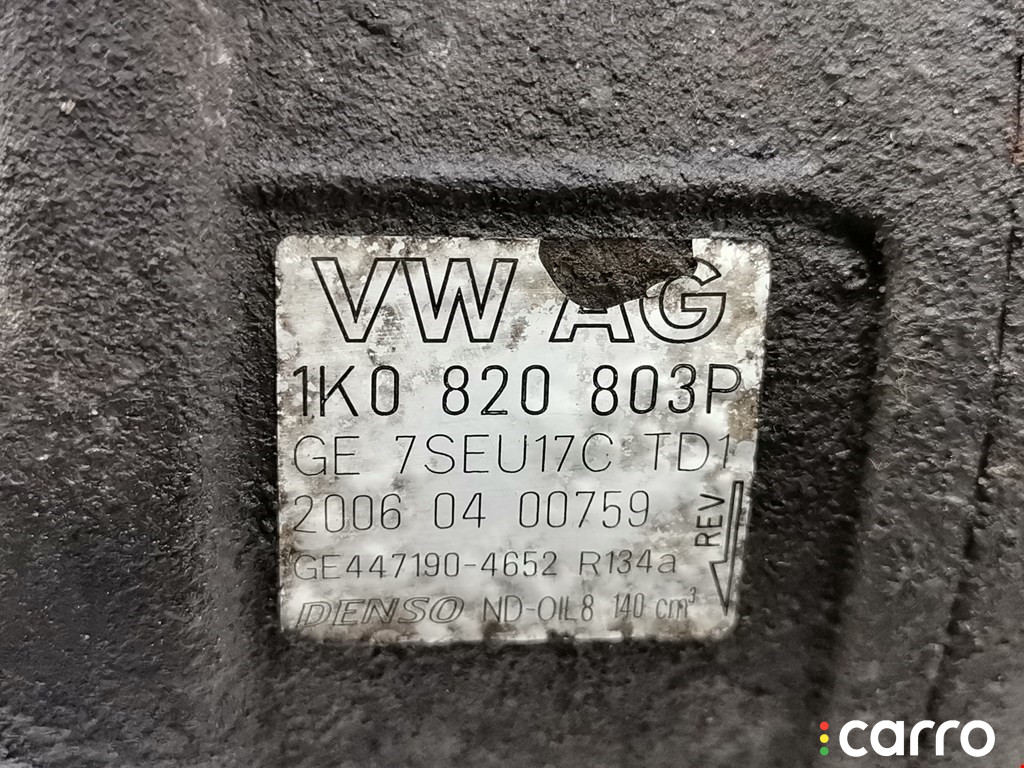 VW AG
1K0 820 803P
GE 7SEU17C TD1
2006 04 00759
REV
GE447190-4652 R134a
DENSO ND-OIL8 140 cm³
carro